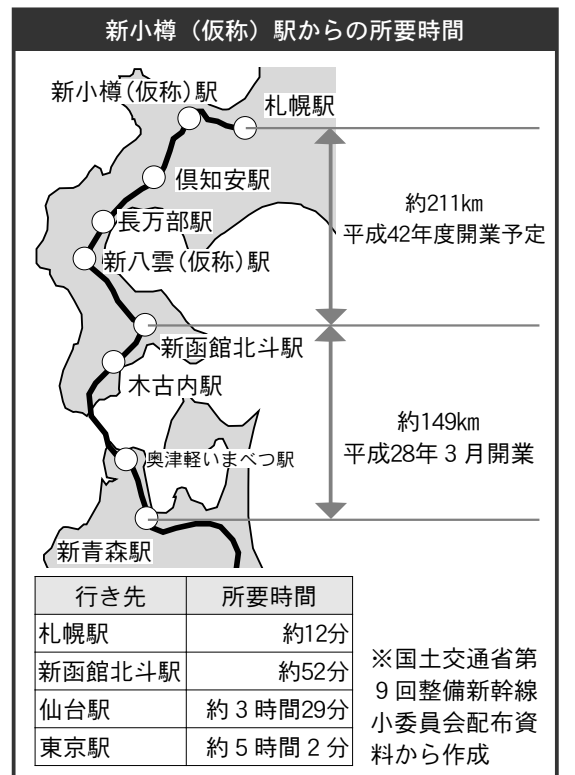 新小樽（仮称）駅からの所要時間
新小樽(仮称)駅
札幌駅
倶知安駅
長万部駅
新八雲(仮称)駅
約211km
平成42年度開業予定
新函館北斗駅
木古内駅
奥津軽いまべつ駅
新青森駅
約149km
平成28年３月開業
行き先 所要時間
札幌駅 約12分
新函館北斗駅 約52分
仙台駅 約３時間29分
東京駅 約５時間２分
※国土交通省第
９回整備新幹線
小委員会配布資
料から作成